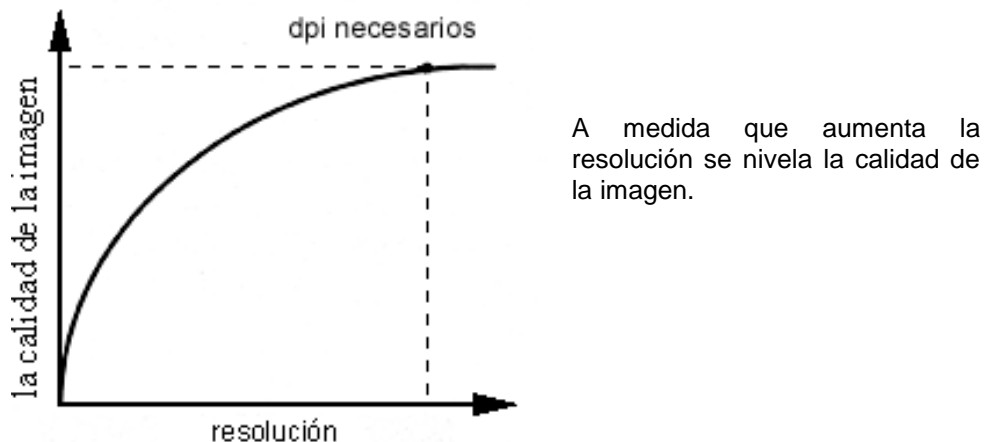 dpi necesarios
la calidad de la imagen
resolución
A medida que aumenta la
resolución se nivela la calidad de
la imagen.